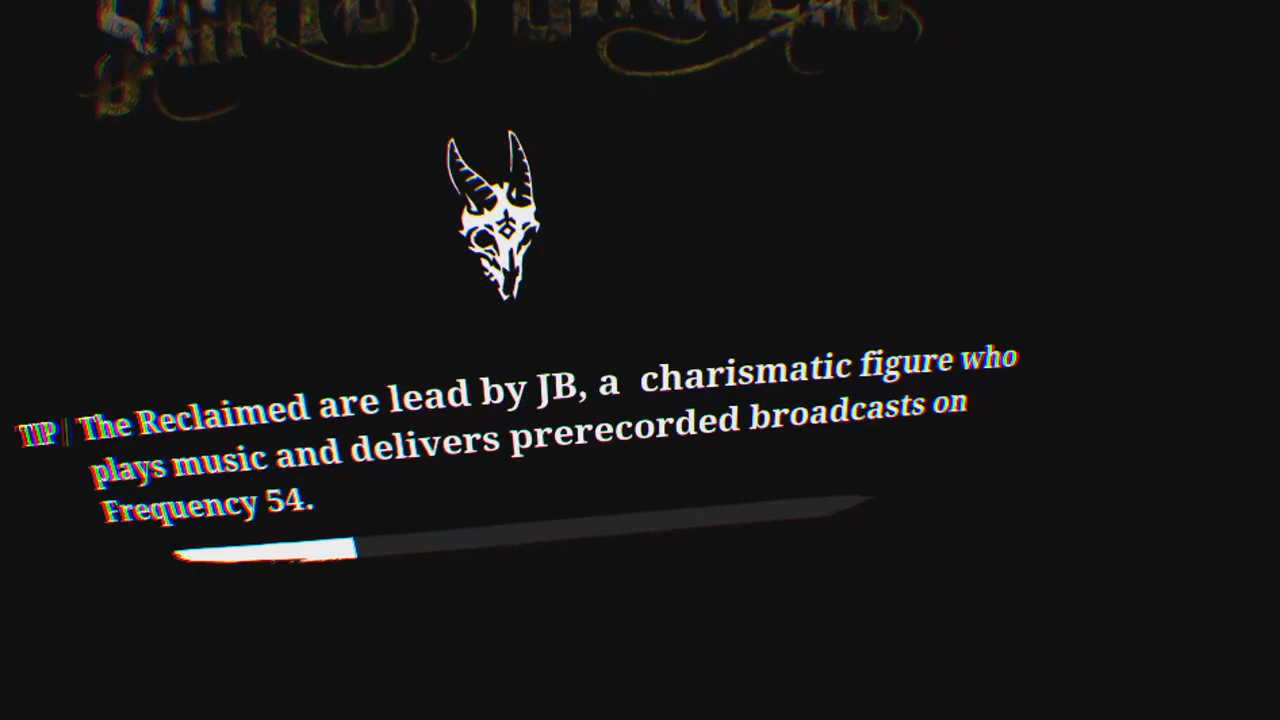 TIP | The Reclaimed are lead by JB, a  charismatic figure who
plays music and delivers prerecorded broadcasts on
Frequency 54.